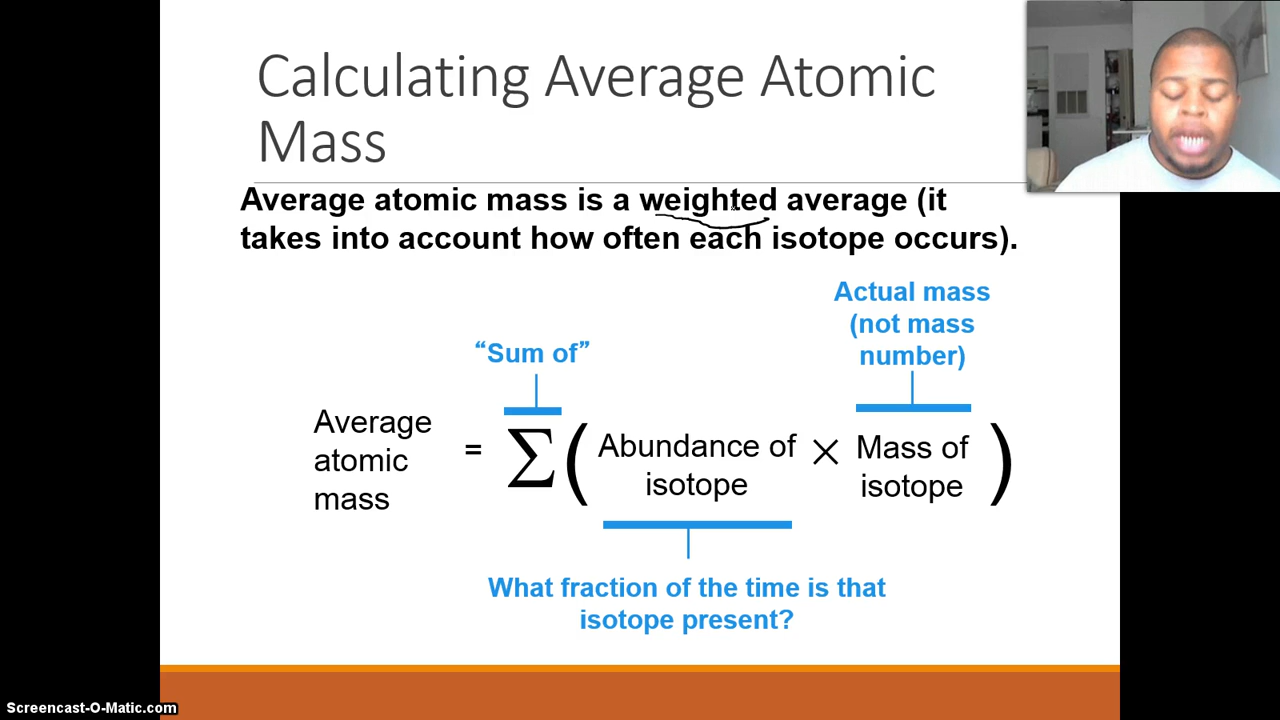 Calculating Average Atomic
Mass
Average atomic mass is a weighted average (it
takes into account how often each isotope occurs).
Actual mass
(not mass
number)
“Sum of”
Average
atomic
mass
= Σ ( Abundance of
isotope
× Mass of
isotope )
What fraction of the time is that
isotope present?
Screencast-O-Matic.com